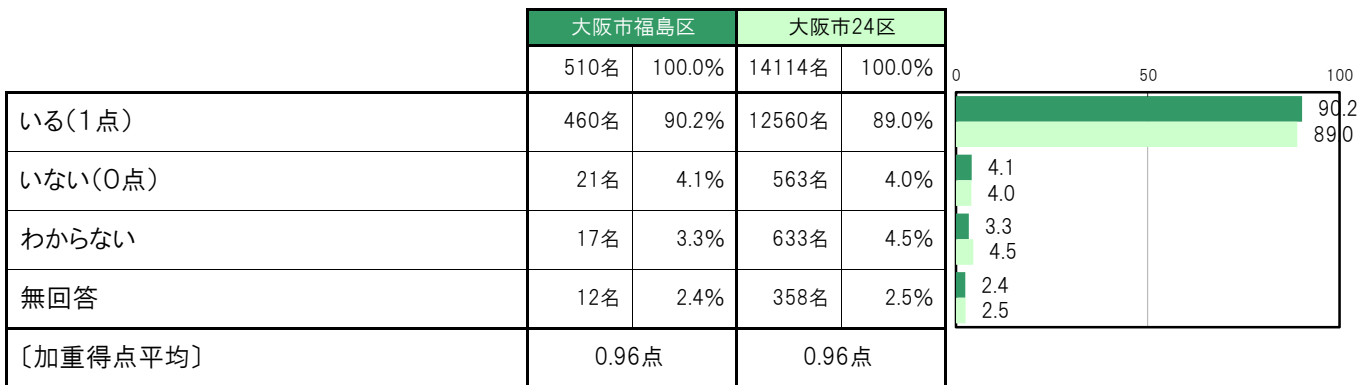 大阪市福島区 大阪市24区
510名 100.0% 14114名 100.0%
0 50 100
いる(1点) 460名 90.2% 12560名 89.0% 90.2
89.0
いない(0点) 21名 4.1% 563名 4.0% 4.1
4.0
わからない 17名 3.3% 633名 4.5% 3.3
4.5
無回答 12名 2.4% 358名 2.5% 2.4
2.5
〔加重得点平均〕 0.96点 0.96点